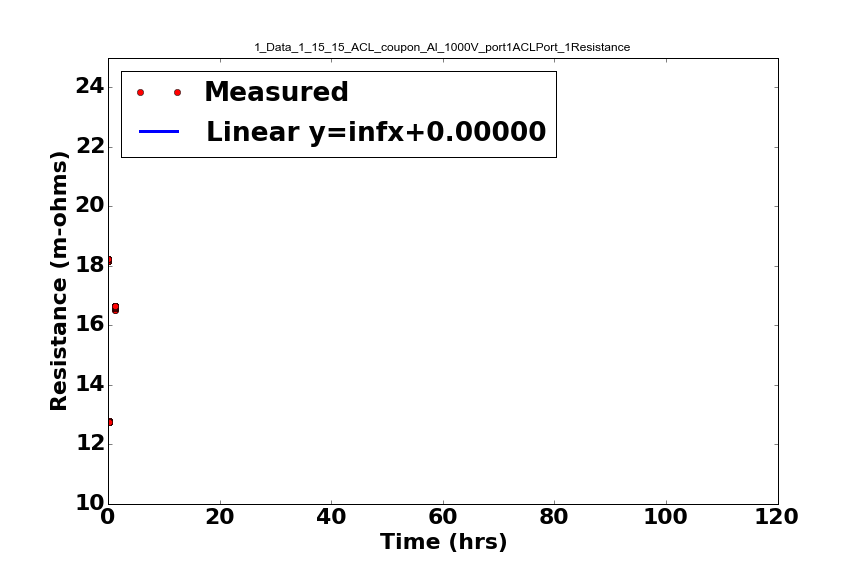 1_Data_1_15_15_ACL_coupon_Al_1000V_port1ACLPort_1Resistance
Measured
Linear y=infx+0.00000
24
22
20
18
16
14
12
10
Resistance (m-ohms)
0 20 40 60 80 100 120
Time (hrs)